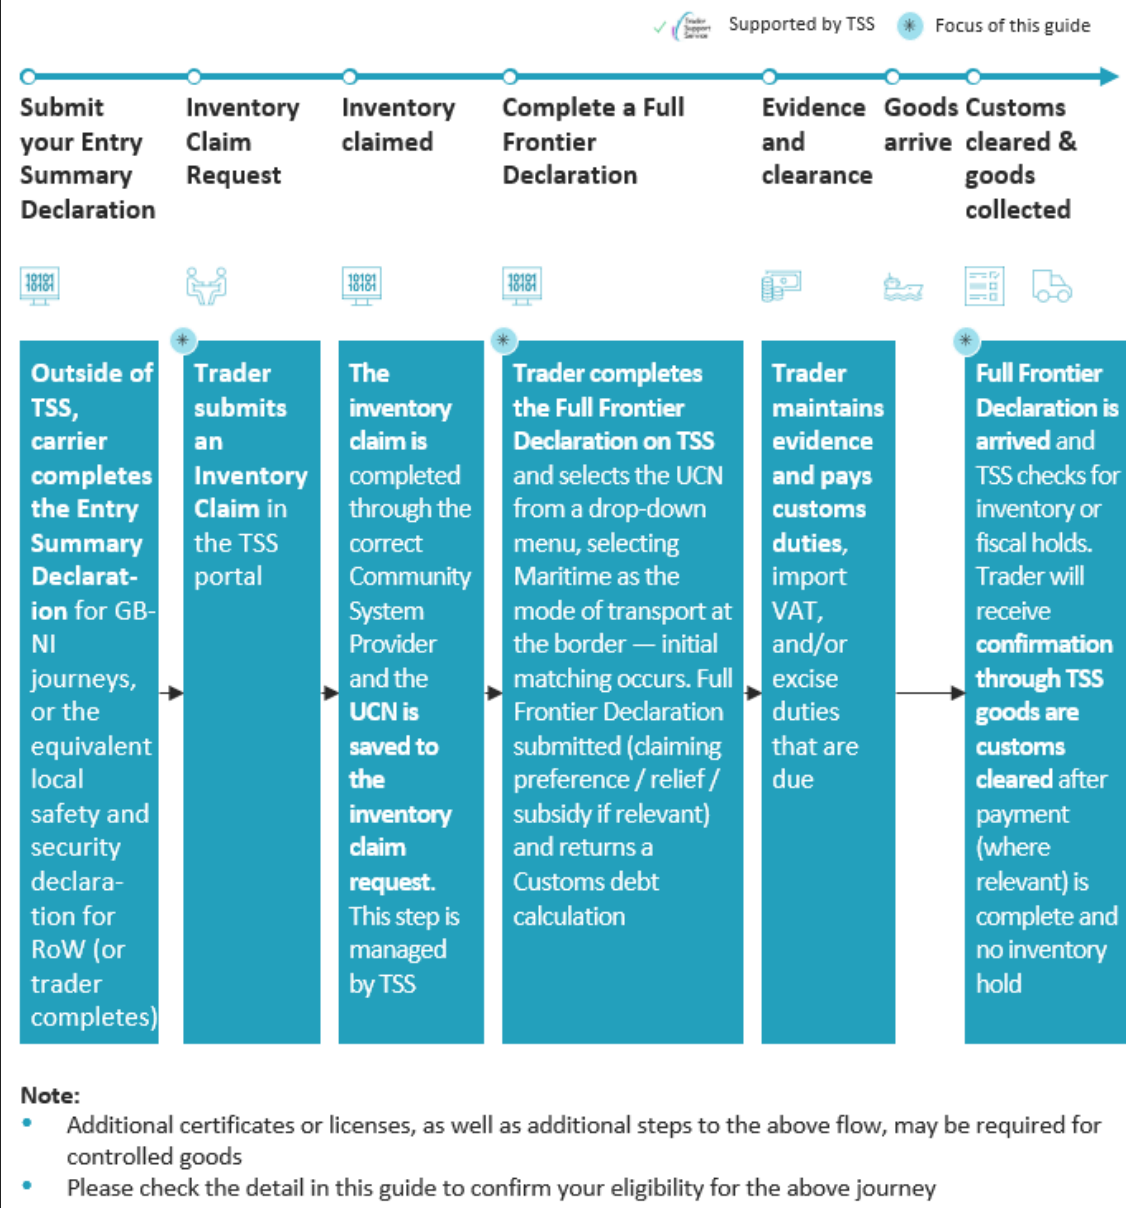 Trader
Support
Service
Supported by TSS
Focus of this guide
Submit
your Entry
Summary
Declaration
Inventory
Claim
Request
Inventory
claimed
Complete a Full
Frontier
Declaration
Evidence
and
clearance
Goods
arrive
Customs
cleared &
goods
collected
10101
10101
10101
10101
10101
10101
Outside of
TSS,
carrier
completes
the Entry
Summary
Declarat-
ion for GB-
NI
journeys,
or the
equivalent
local
safety and
security
declara-
tion for
RoW (or
trader
completes)
Trader
submits
an
Inventory
Claim in
the TSS
portal
The
inventory
claim is
completed
through the
correct
Community
System
Provider
and the
UCN is
saved to
the
inventory
claim
request.
This step is
managed
by TSS
Trader completes
the Full Frontier
Declaration on TSS
and selects the UCN
from a drop-down
menu, selecting
Maritime as the
mode of transport at
the border — initial
matching occurs. Full
Frontier Declaration
submitted (claiming
preference / relief /
subsidy if relevant)
and returns a
Customs debt
calculation
Trader
maintains
evidence
and pays
customs
duties,
import
VAT,
and/or
excise
duties
that are
due
Full Frontier
Declaration is
arrived and
TSS checks for
inventory or
fiscal holds.
Trader will
receive
confirmation
through TSS
goods are
customs
cleared after
payment
(where
relevant) is
complete and
no inventory
hold
Note:
• Additional certificates or licenses, as well as additional steps to the above flow, may be required for
controlled goods
• Please check the detail in this guide to confirm your eligibility for the above journey